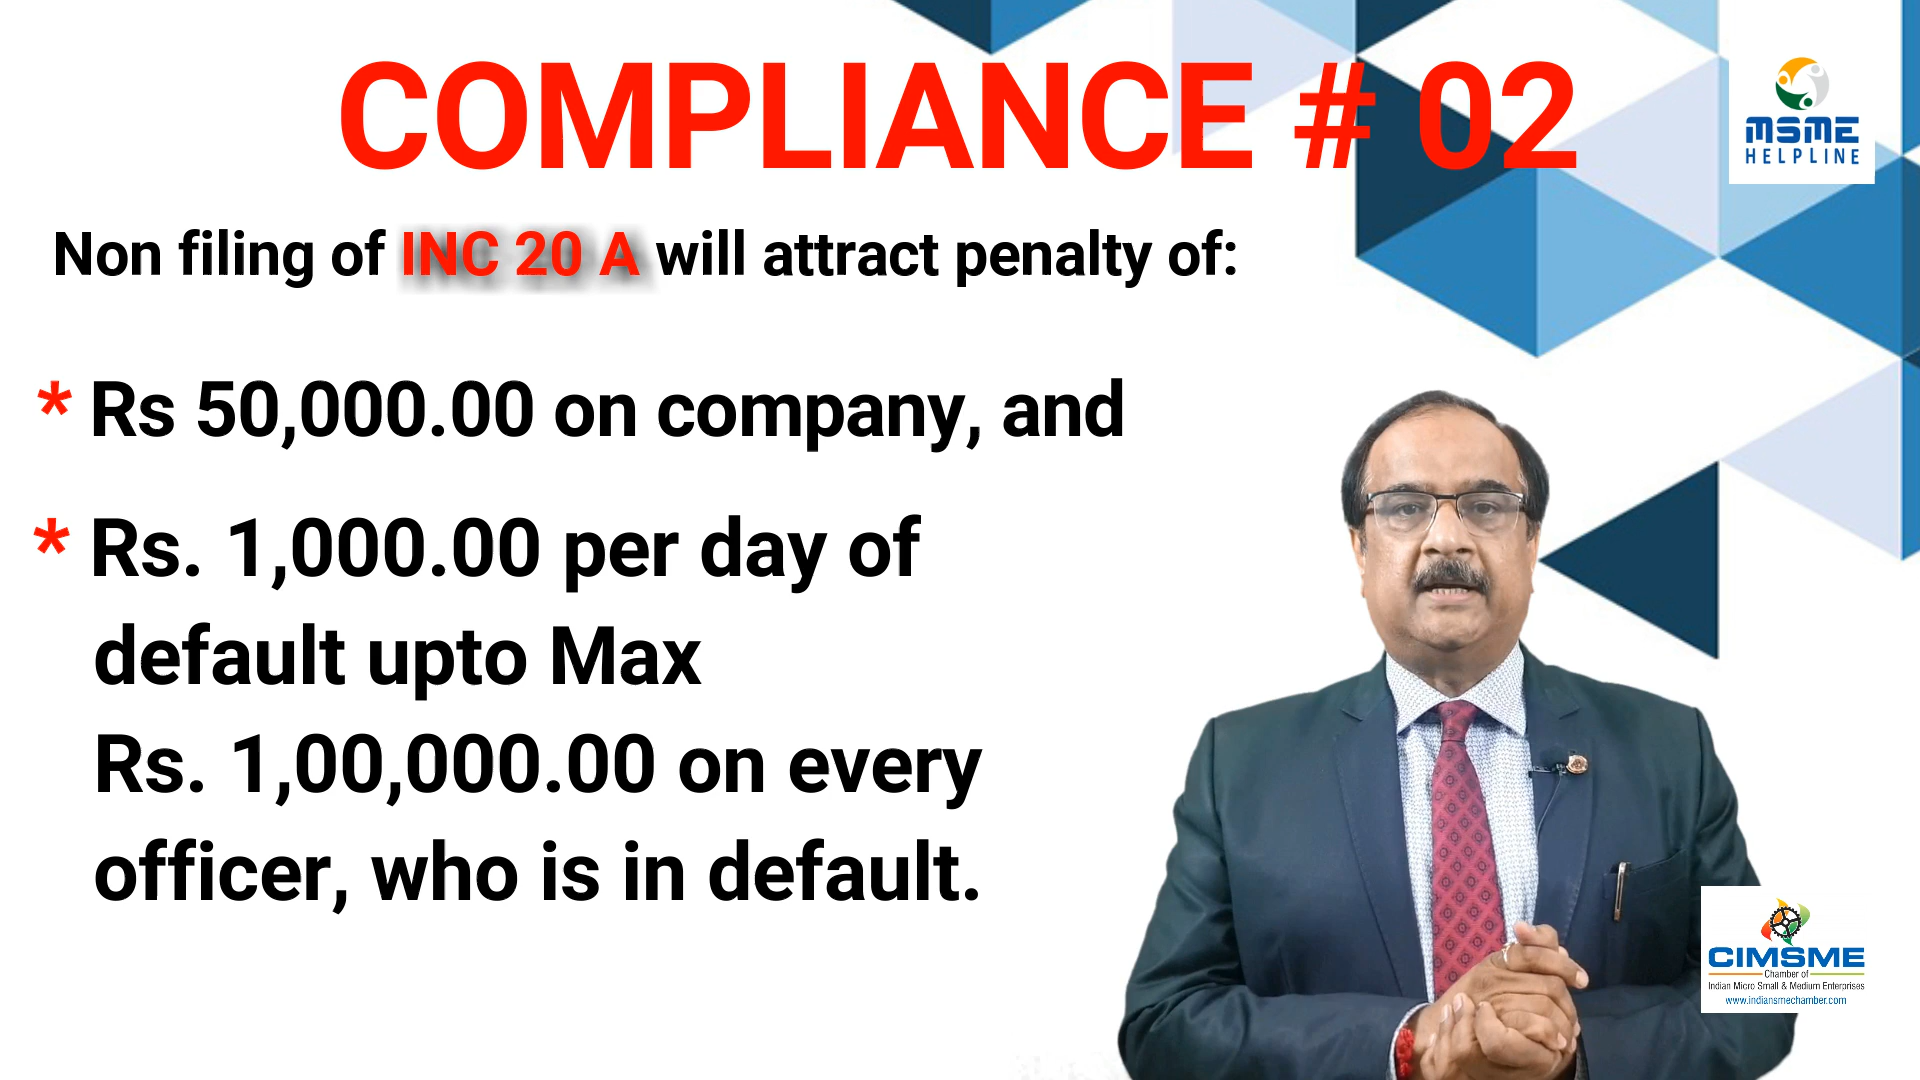 COMPLIANCE # 02
MSME
HELPLINE
Non filing of INC 20 A will attract penalty of:
* Rs 50,000.00 on company, and
* Rs. 1,000.00 per day of
default upto Max
Rs. 1,00,000.00 on every
officer, who is in default.
CIMSME
Chamber of
Indian Micro Small & Medium Enterprises
www.indiansmechamber.com